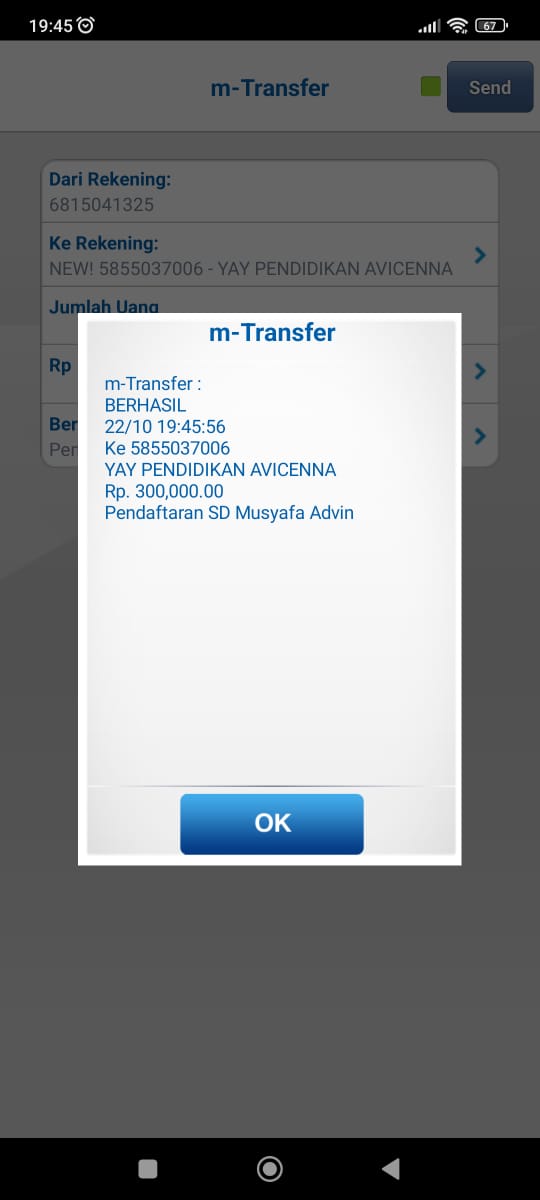 19:45
67
m-Transfer
Send
Dari Rekening:
6815041325
Ke Rekening:
NEW! 5855037006 - YAY PENDIDIKAN AVICENNA
Jumlah Uang
Rp
m-Transfer
m-Transfer :
BERHASIL
22/10 19:45:56
Ke 5855037006
YAY PENDIDIKAN AVICENNA
Rp. 300,000.00
Pendaftaran SD Musyafa Advin
OK